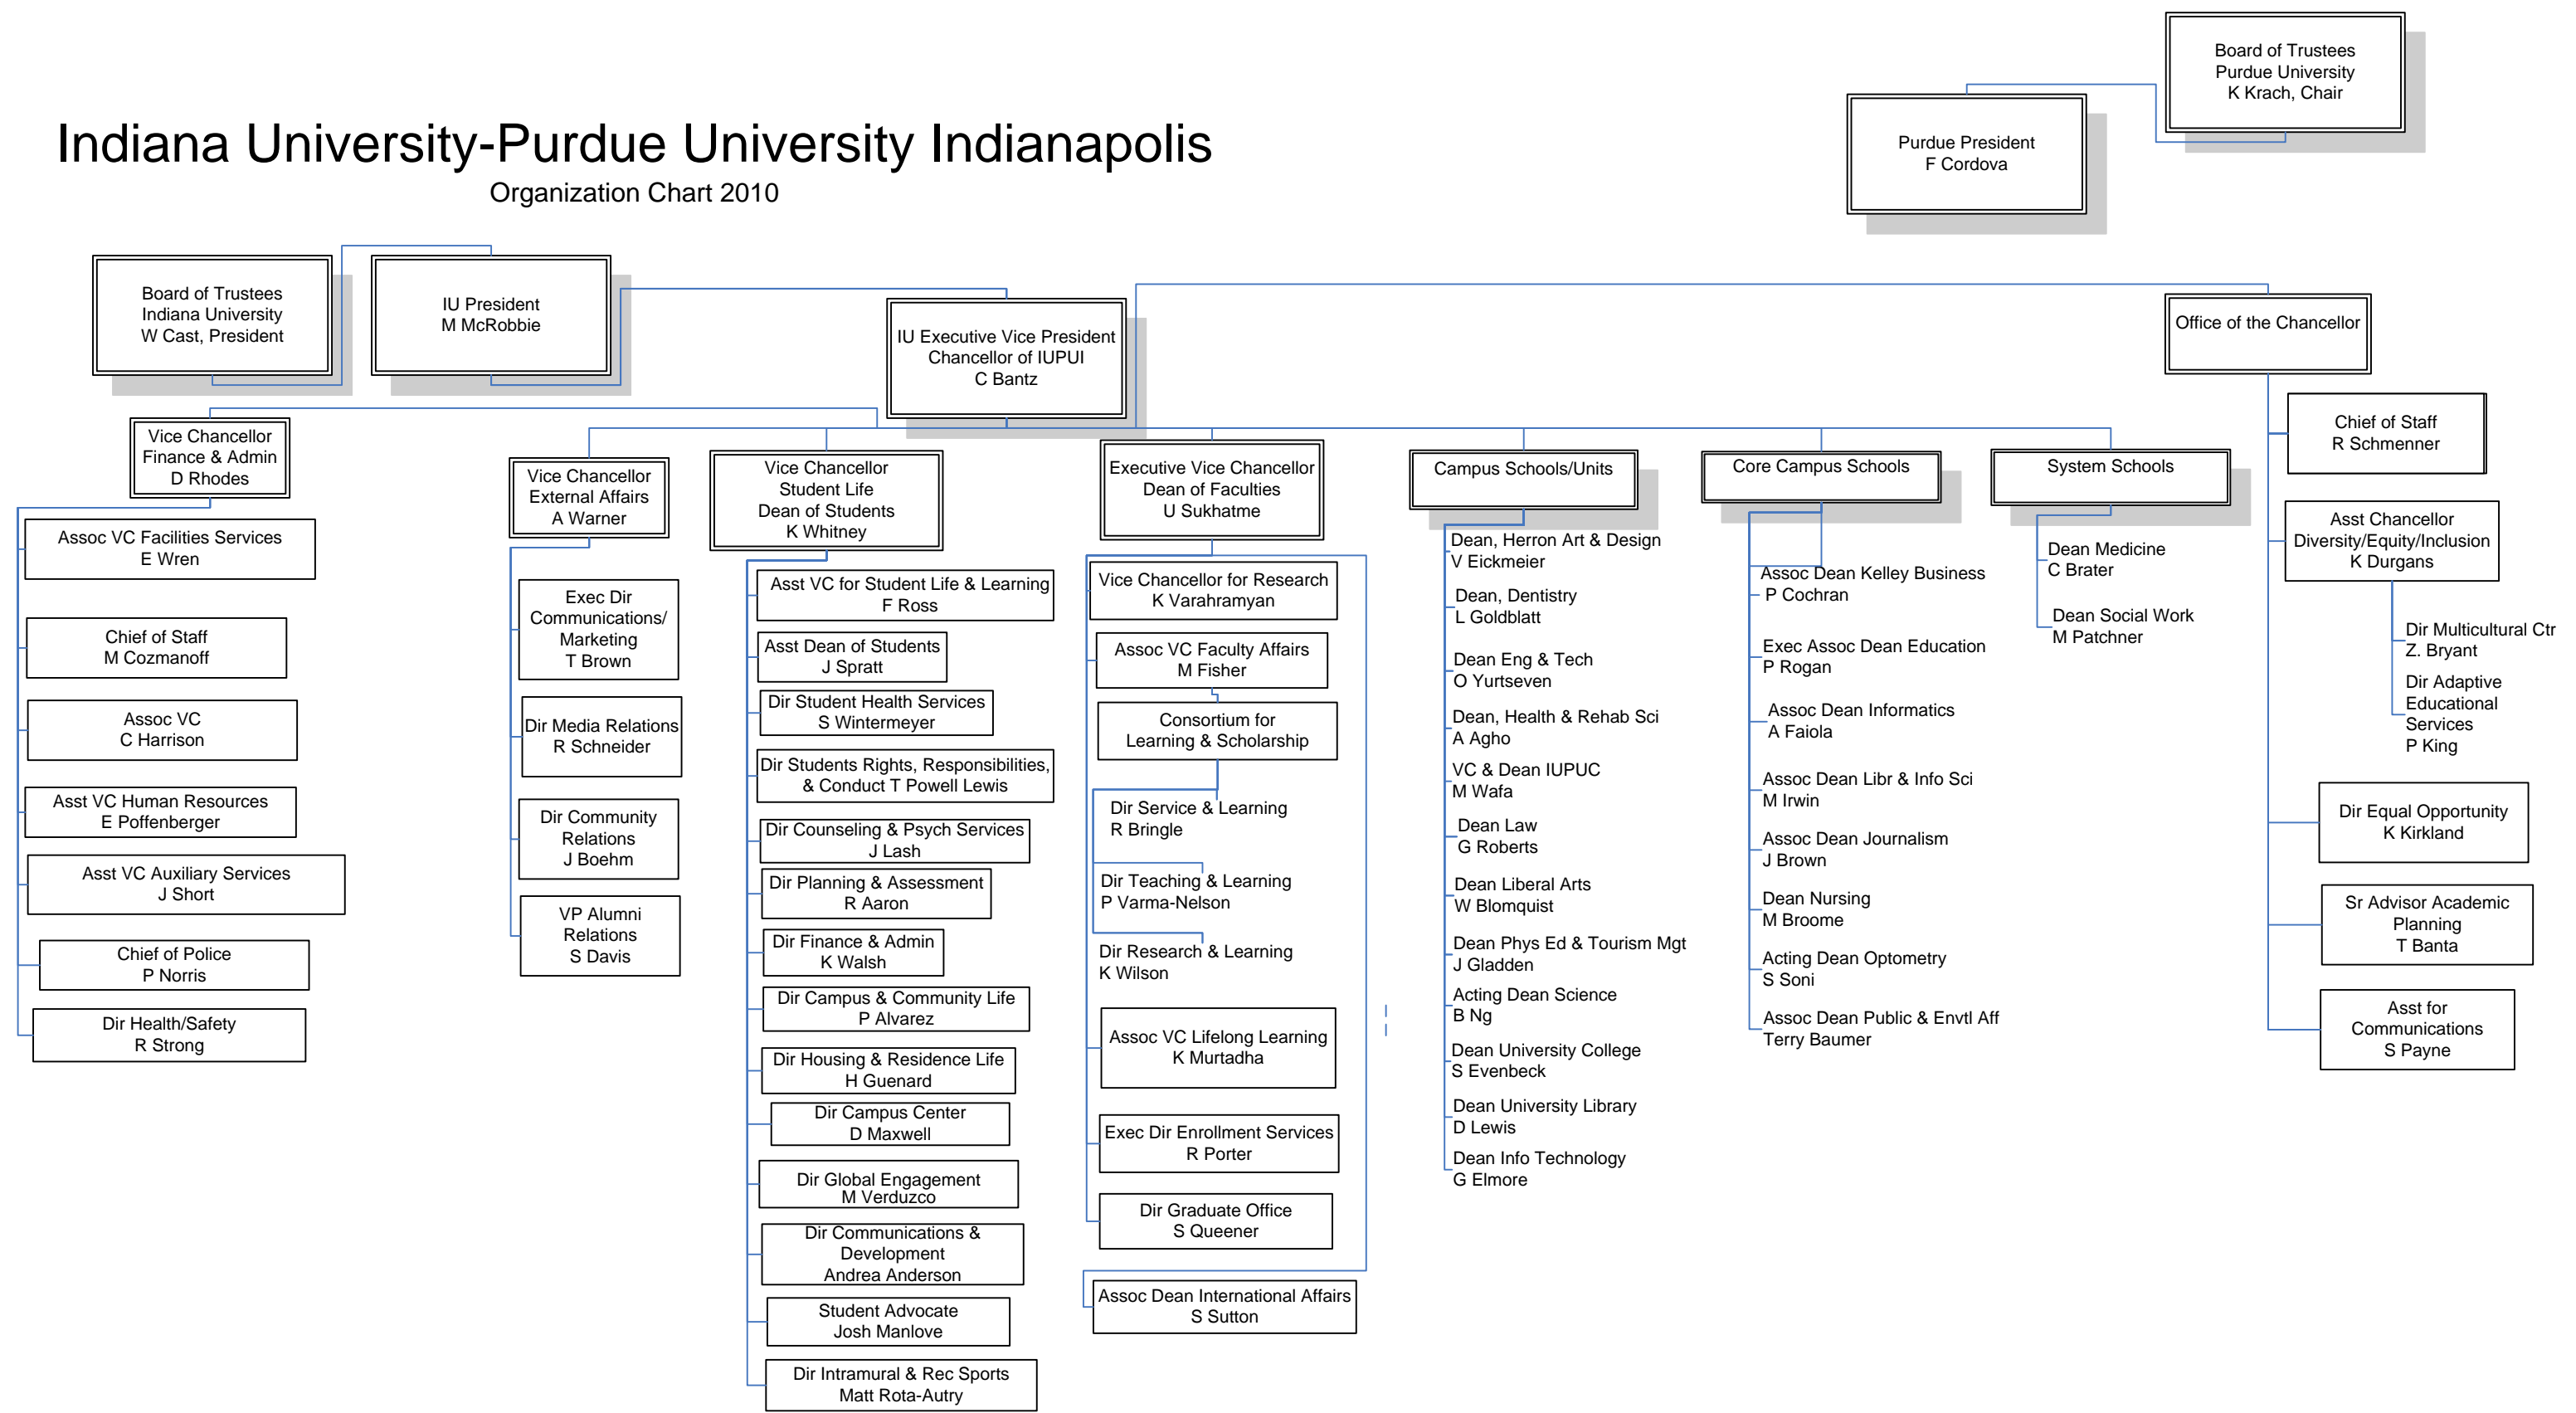 Indiana University-Purdue University Indianapolis
Organization Chart 2010
Board of Trustees
Purdue University
K Krach, Chair
Purdue President
F Cordova
Board of Trustees
Indiana University
W Cast, President
IU President
M McRobbie
IU Executive Vice President
Chancellor of IUPUI
C Bantz
Office of the Chancellor
Vice Chancellor
Finance & Admin
D Rhodes
Assoc VC Facilities Services
E Wren
Chief of Staff
M Cozmanoff
Assoc VC
C Harrison
Asst VC Human Resources
E Poffenberger
Asst VC Auxiliary Services
J Short
Chief of Police
P Norris
Dir Health/Safety
R Strong
Vice Chancellor
External Affairs
A Warner
Exec Dir
Communications/
Marketing
T Brown
Dir Media Relations
R Schneider
Dir Community
Relations
J Boehm
VP Alumni
Relations
S Davis
Vice Chancellor
Student Life
Dean of Students
K Whitney
Asst VC for Student Life & Learning
F Ross
Asst Dean of Students
J Spratt
Dir Student Health Services
S Wintermeyer
Dir Students Rights, Responsibilities,
& Conduct T Powell Lewis
Dir Counseling & Psych Services
J Lash
Dir Planning & Assessment
R Aaron
Dir Finance & Admin
K Walsh
Dir Campus & Community Life
P Alvarez
Dir Housing & Residence Life
H Guenard
Dir Campus Center
D Maxwell
Dir Global Engagement
M Verduzco
Dir Communications &
Development
Andrea Anderson
Student Advocate
Josh Manlove
Dir Intramural & Rec Sports
Matt Rota-Autry
Executive Vice Chancellor
Dean of Faculties
U Sukhatme
Vice Chancellor for Research
K Varahramyan
Assoc VC Faculty Affairs
M Fisher
Consortium for
Learning & Scholarship
Dir Service & Learning
R Bringle
Dir Teaching & Learning
P Varma-Nelson
Dir Research & Learning
K Wilson
Assoc VC Lifelong Learning
K Murtadha
Exec Dir Enrollment Services
R Porter
Dir Graduate Office
S Queener
Assoc Dean International Affairs
S Sutton
Campus Schools/Units
Dean, Herron Art & Design
V Eickmeier
Dean, Dentistry
L Goldblatt
Dean Eng & Tech
O Yurtseven
Dean, Health & Rehab Sci
A Agho
VC & Dean IUPUC
M Wafa
Dean Law
G Roberts
Dean Liberal Arts
W Blomquist
Dean Phys Ed & Tourism Mgt
J Gladden
Acting Dean Science
B Ng
Dean University College
S Evenbeck
Dean University Library
D Lewis
Dean Info Technology
G Elmore
Core Campus Schools
Assoc Dean Kelley Business
P Cochran
Exec Assoc Dean Education
P Rogan
Assoc Dean Informatics
A Faiola
Assoc Dean Libr & Info Sci
M Irwin
Assoc Dean Journalism
J Brown
Dean Nursing
M Broome
Acting Dean Optometry
S Soni
Assoc Dean Public & Envtl Aff
Terry Baumer
System Schools
Dean Medicine
C Brater
Dean Social Work
M Patchner
Chief of Staff
R Schmenner
Asst Chancellor
Diversity/Equity/Inclusion
K Durgans
Dir Multicultural Ctr
Z. Bryant
Dir Adaptive
Educational
Services
P King
Dir Equal Opportunity
K Kirkland
Sr Advisor Academic
Planning
T Banta
Asst for
Communications
S Payne